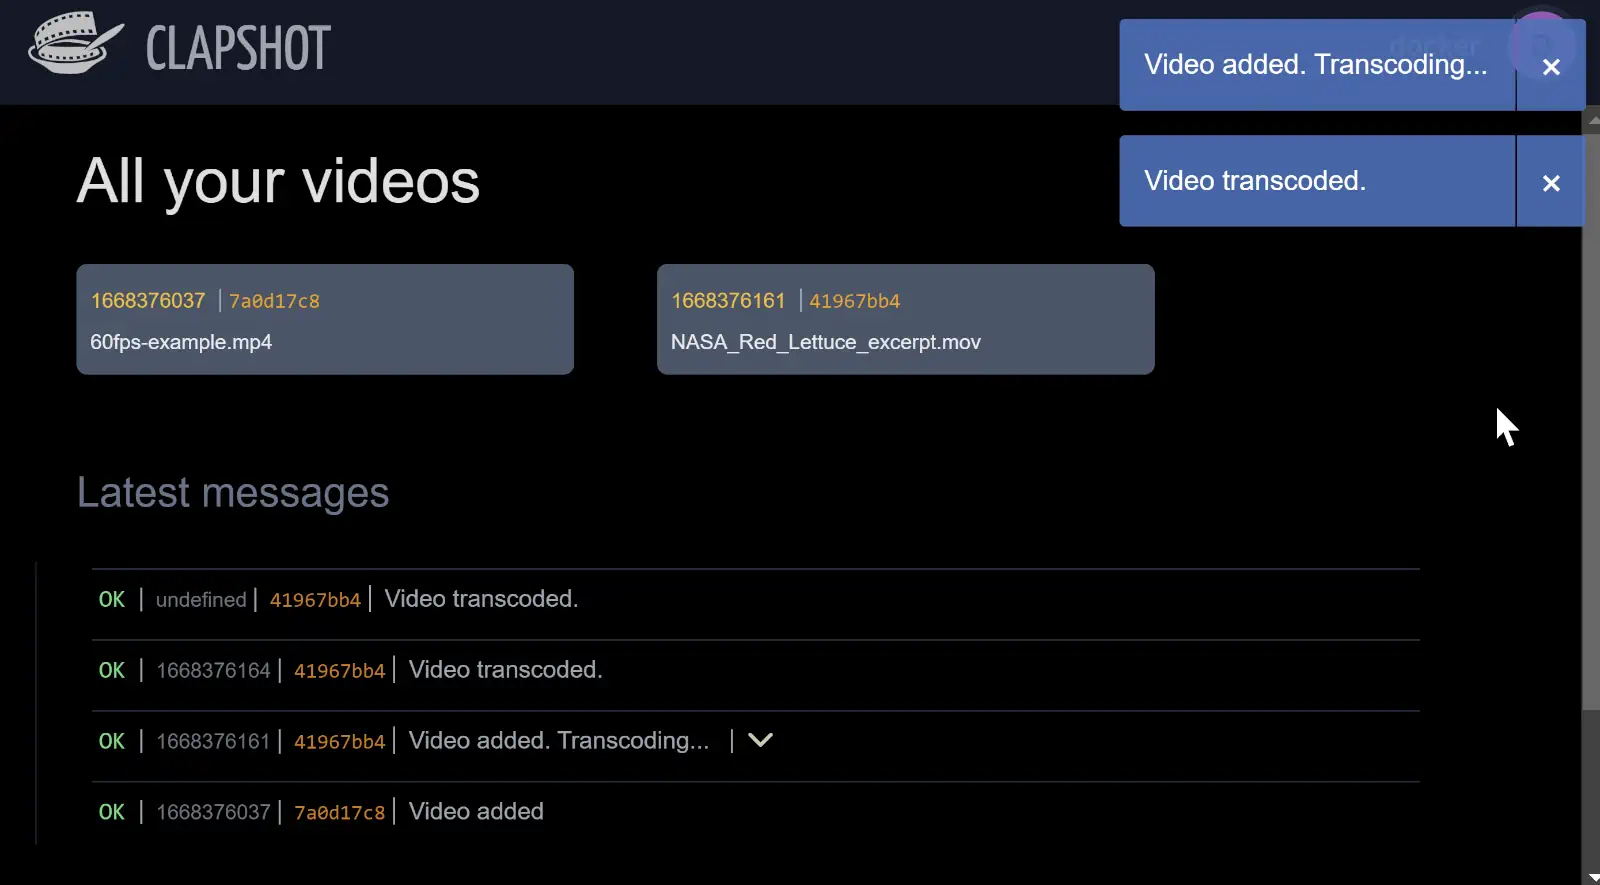 CLAPSHOT
docker
Video added. Transcoding...
×
Video transcoded.
×
All your videos
1668376037 | 7a0d17c8
60fps-example.mp4
1668376161 | 41967bb4
NASA_Red_Lettuce_excerpt.mov
Latest messages
OK | undefined | 41967bb4 | Video transcoded.
OK | 1668376164 | 41967bb4 | Video transcoded.
OK | 1668376161 | 41967bb4 | Video added. Transcoding... |
OK | 1668376037 | 7a0d17c8 | Video added